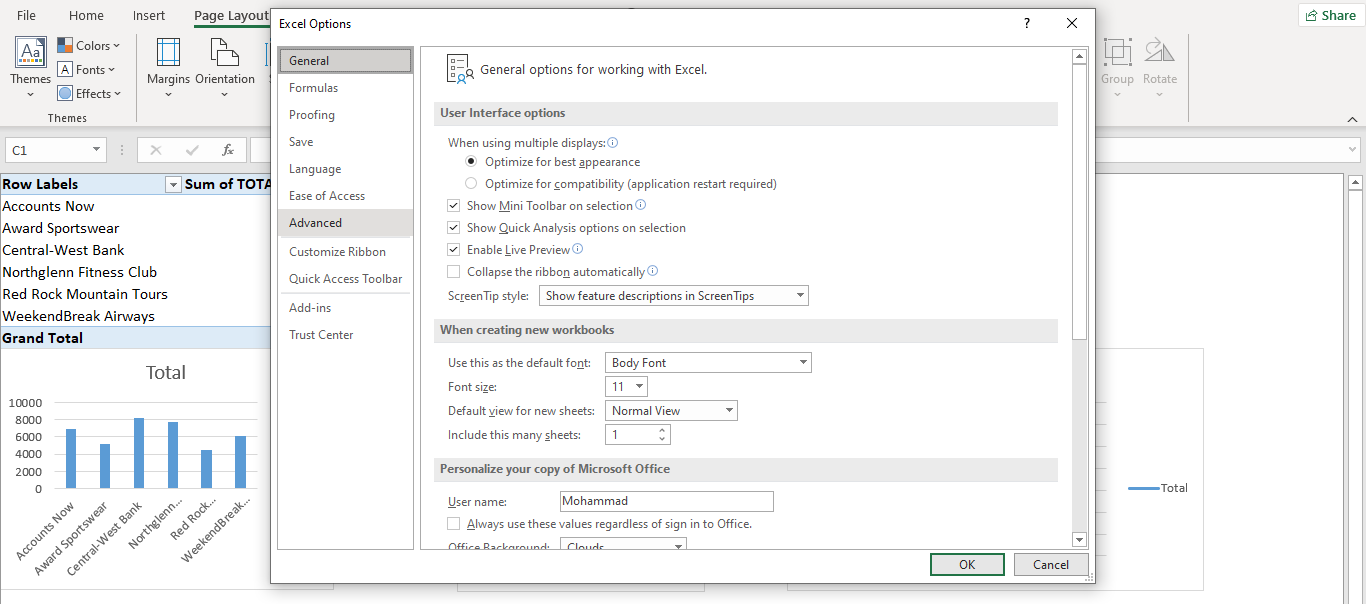 File Home Insert Page Layout
Share
Excel Options ?
Themes
Colors
Fonts
Effects
Margins Orientation
Group Rotate
Themes
C1
fx
Row Labels Sum of TOTA
Accounts Now
Award Sportswear
Central-West Bank
Northglenn Fitness Club
Red Rock Mountain Tours
WeekendBreak Airways
Grand Total
Total
10000
8000
6000
4000
2000
0
Accounts Now
Award Sportswear
Central-West Bank
Northglenn...
Red Rock...
WeekendBreak...
General
Formulas
Proofing
Save
Language
Ease of Access
Advanced
Customize Ribbon
Quick Access Toolbar
Add-ins
Trust Center
General options for working with Excel.
User Interface options
When using multiple displays:
Optimize for best appearance
Optimize for compatibility (application restart required)
Show Mini Toolbar on selection
Show Quick Analysis options on selection
Enable Live Preview
Collapse the ribbon automatically
ScreenTip style: Show feature descriptions in ScreenTips
When creating new workbooks
Use this as the default font: Body Font
Font size: 11
Default view for new sheets: Normal View
Include this many sheets: 1
Personalize your copy of Microsoft Office
User name: Mohammad
Always use these values regardless of sign in to Office.
Office Background: Clouds
OK Cancel
Total